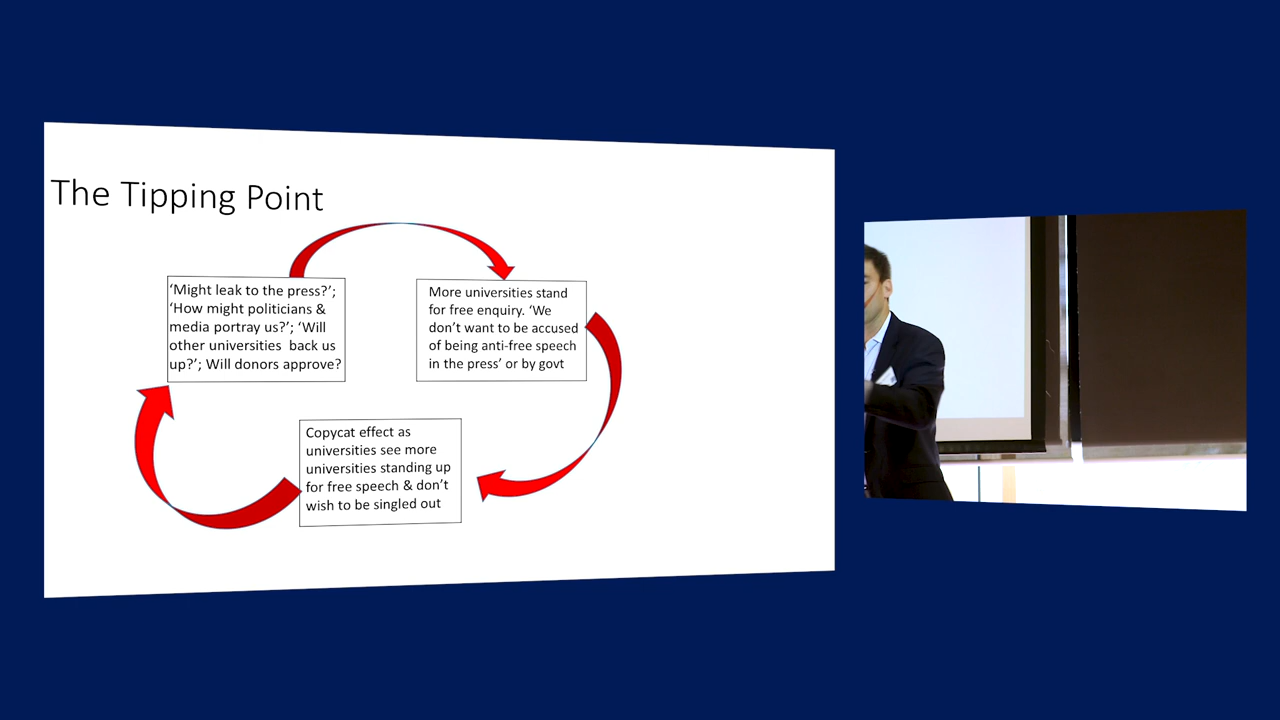 The Tipping Point
‘Might leak to the press?’;
‘How might politicians &
media portray us?’; ‘Will
other universities back us
up?’; Will donors approve?
More universities stand
for free enquiry. ‘We
don’t want to be accused
of being anti-free speech
in the press’ or by govt
Copycat effect as
universities see more
universities standing up
for free speech & don’t
wish to be singled out